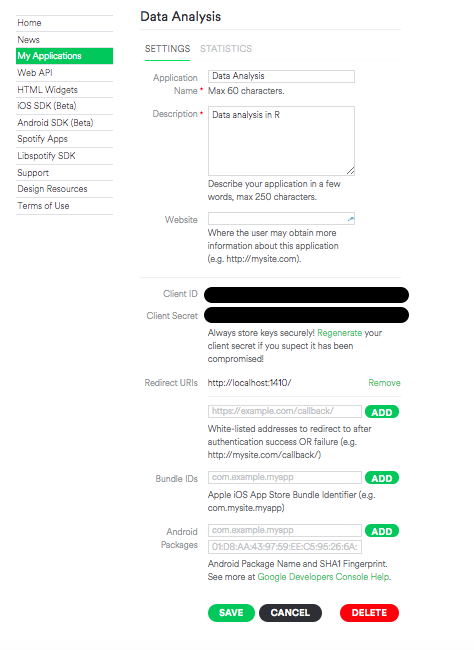 Home
News
My Applications
Web API
HTML Widgets
iOS SDK (Beta)
Android SDK (Beta)
Spotify Apps
Libspotify SDK
Support
Design Resources
Terms of Use
Data Analysis
SETTINGS STATISTICS
Application Name * Data Analysis
Max 60 characters.
Description * Data analysis in R
Describe your application in a few
words, max 250 characters.
Website
Where the user may obtain more
information about this application
(e.g. http://mysite.com).
Client ID
Client Secret
Always store keys securely! Regenerate your
client secret if you supect it has been
compromised!
Redirect URIs http://localhost:1410/ Remove
https://example.com/callback/ ADD
White-listed addresses to redirect to after
authentication success OR failure (e.g.
http://mysite.com/callback/)
Bundle IDs com.example.myapp ADD
Apple iOS App Store Bundle Identifier (e.g.
com.mysite.myapp)
Android Packages com.example.myapp ADD
01:D8:AA:43:97:59:EE:C5:95:26:6A:
Android Package Name and SHA1 Fingerprint.
See more at Google Developers Console Help.
SAVE CANCEL DELETE